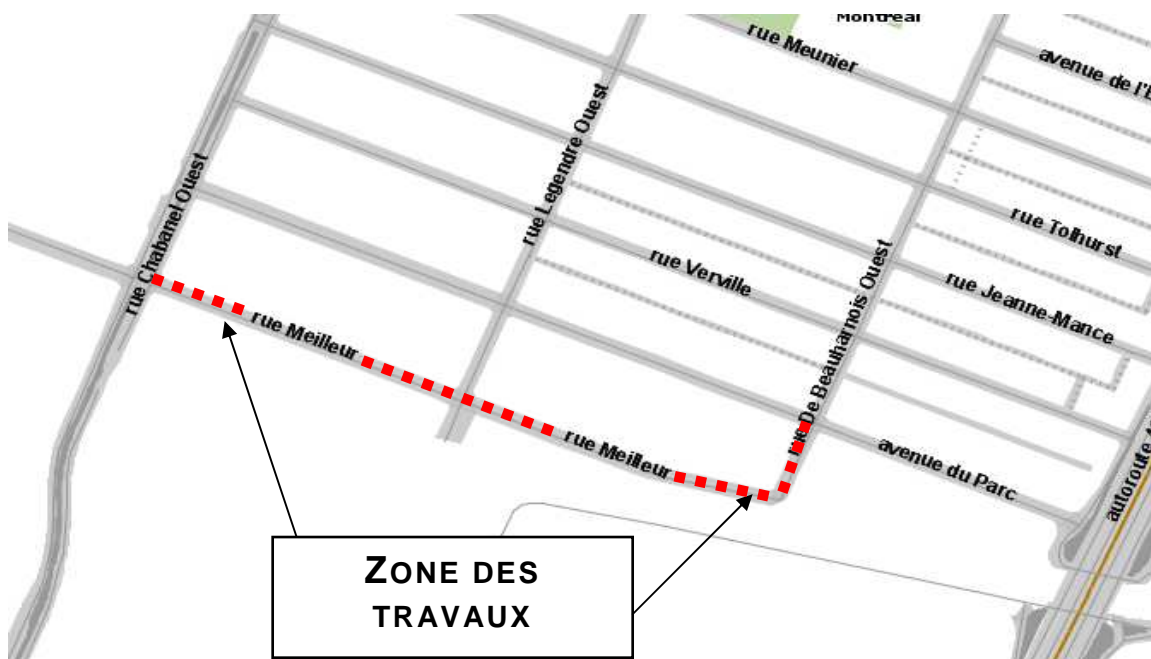 Montréal
rue Meunier
avenue de l'
rue Chabanel Ouest
rue Legendre Ouest
rue Tolhurst
rue Verville
rue De Beauharnois Ouest
rue Jeanne-Mance
rue Meilleur
rue Meilleur
avenue du Parc
autoroute
ZONE DES
TRAVAUX